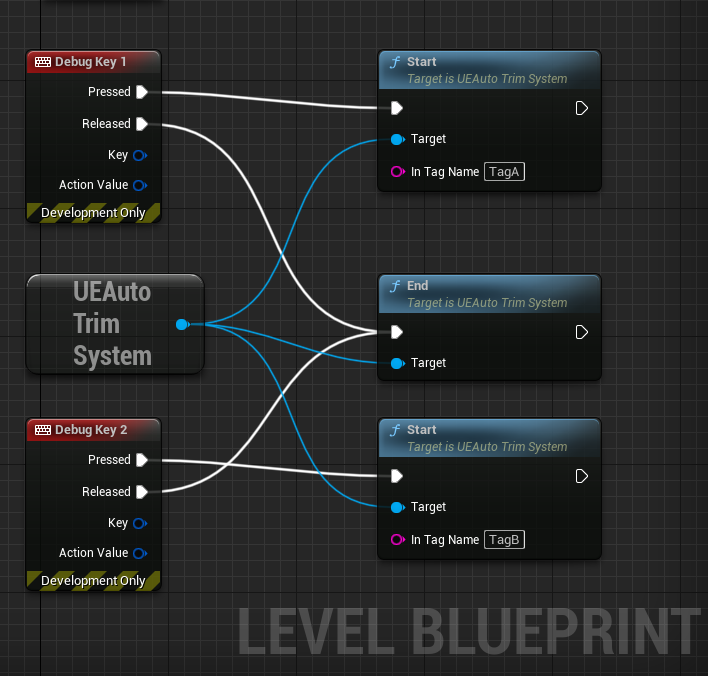 Debug Key 1
Pressed
Released
Key
Action Value
Development Only
f Start
Target is UEAuto Trim System
Target
In Tag Name TagA
UEAuto
Trim
System
f End
Target is UEAuto Trim System
Target
Debug Key 2
Pressed
Released
Key
Action Value
Development Only
f Start
Target is UEAuto Trim System
Target
In Tag Name TagB
LEVEL BLUEPRINT